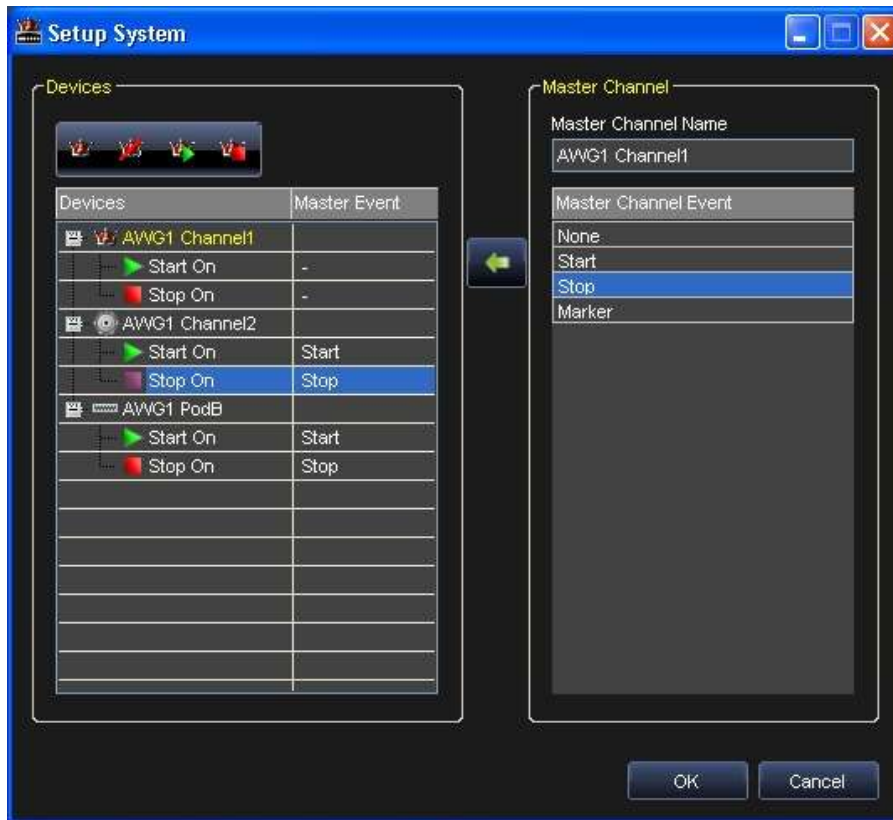 Setup System
Devices
Devices Master Event
AWG1 Channel1
Start On -
Stop On -
AWG1 Channel2
Start On Start
Stop On Stop
AWG1 PodB
Start On Start
Stop On Stop
Master Channel
Master Channel Name
AWG1 Channel1
Master Channel Event
None
Start
Stop
Marker
OK Cancel